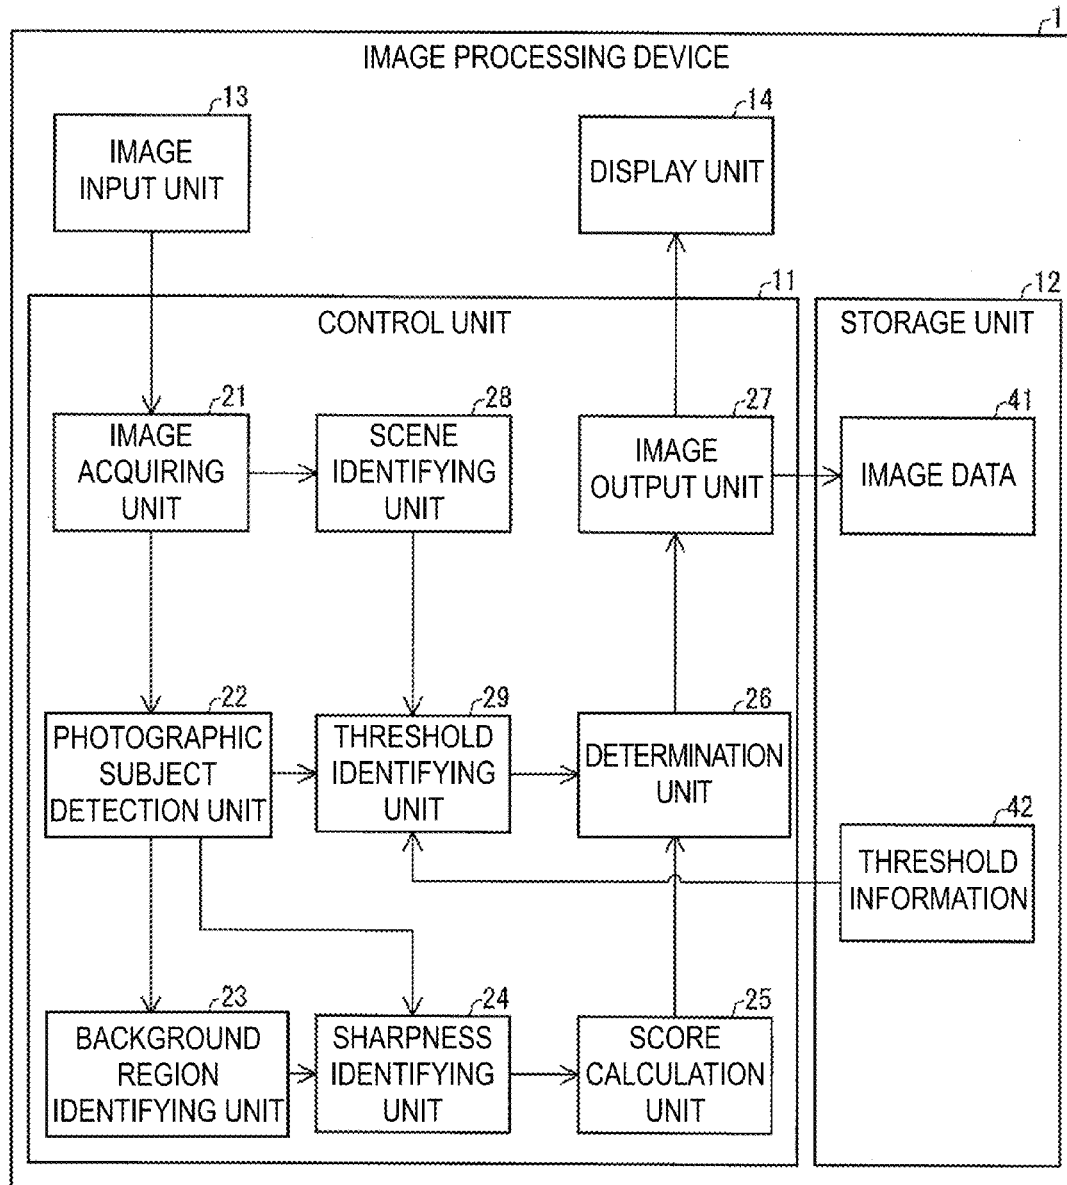 1
IMAGE PROCESSING DEVICE
13
IMAGE
INPUT UNIT
14
DISPLAY UNIT
11
CONTROL UNIT
12
STORAGE UNIT
21
IMAGE
ACQUIRING
UNIT
28
SCENE
IDENTIFYING
UNIT
27
IMAGE
OUTPUT UNIT
41
IMAGE DATA
22
PHOTOGRAPHIC
SUBJECT
DETECTION UNIT
29
THRESHOLD
IDENTIFYING
UNIT
26
DETERMINATION
UNIT
42
THRESHOLD
INFORMATION
23
BACKGROUND
REGION
IDENTIFYING UNIT
24
SHARPNESS
IDENTIFYING
UNIT
25
SCORE
CALCULATION
UNIT